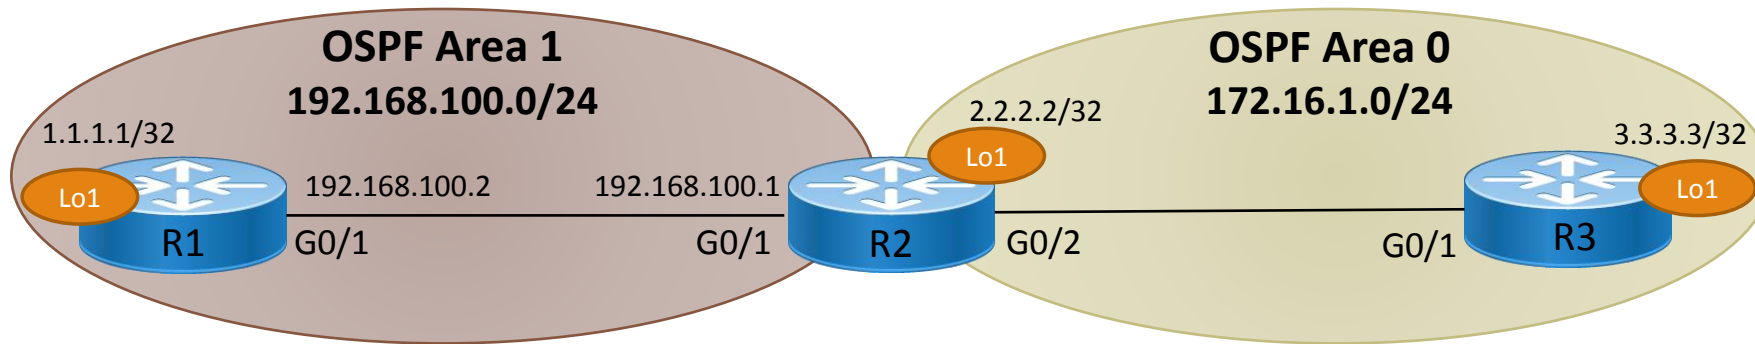 OSPF Area 1
192.168.100.0/24
1.1.1.1/32
Lo1
R1
192.168.100.2
G0/1
192.168.100.1
G0/1
R2
2.2.2.2/32
Lo1
G0/2
OSPF Area 0
172.16.1.0/24
G0/1
R3
3.3.3.3/32
Lo1